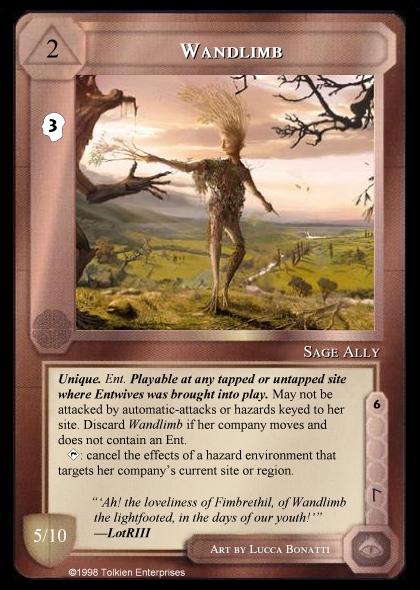 2
WANDLIMB
3
SAGE ALLY
Unique. Ent. Playable at any tapped or untapped site
where Entwives was brought into play. May not be
attacked by automatic-attacks or hazards keyed to her
site. Discard Wandlimb if her company moves and
does not contain an Ent.
: cancel the effects of a hazard environment that
targets her company's current site or region.
6
“‘Ah! the loveliness of Fimbrethil, of Wandlimb
the lightfooted, in the days of our youth!’”
—LotRIII
5/10
ART BY LUCCA BONATTI
©1998 Tolkien Enterprises